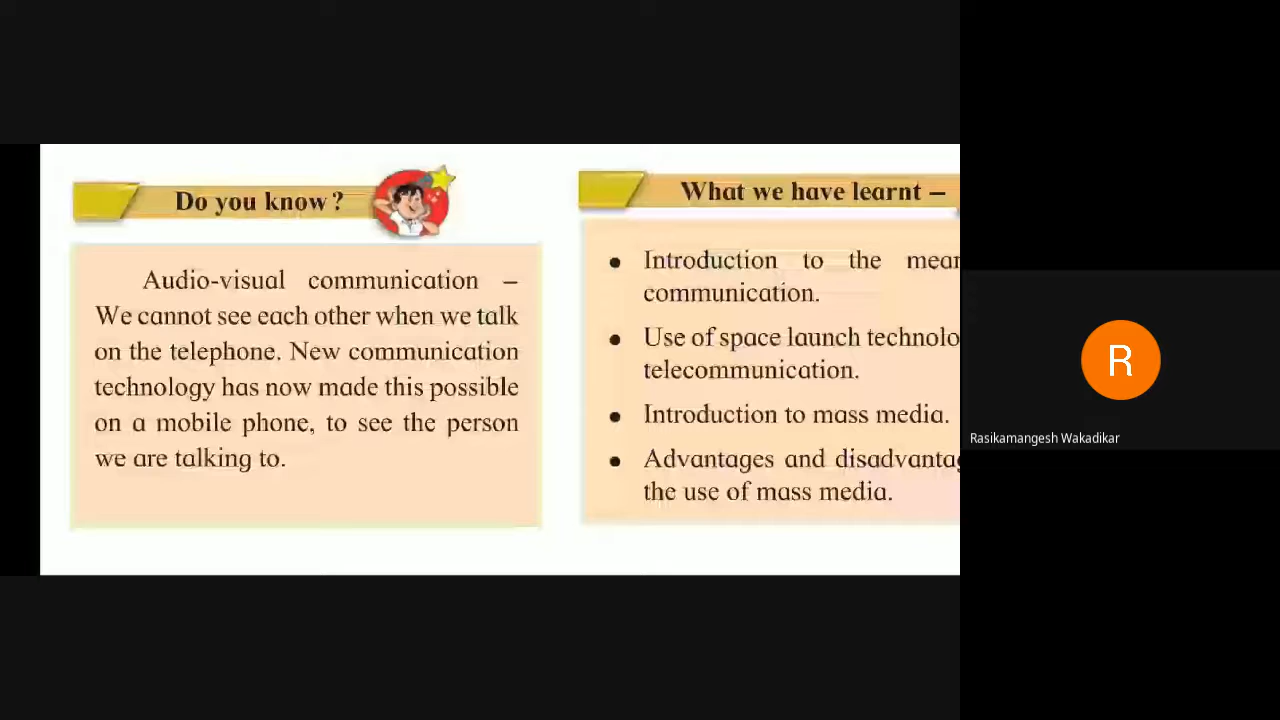 Do you know?
Audio-visual communication –
We cannot see each other when we talk
on the telephone. New communication
technology has now made this possible
on a mobile phone, to see the person
we are talking to.
What we have learnt –
• Introduction to the mean
communication.
• Use of space launch technolo
telecommunication.
• Introduction to mass media.
• Advantages and disadvantag
the use of mass media.
R
Rasikamangesh Wakadikar